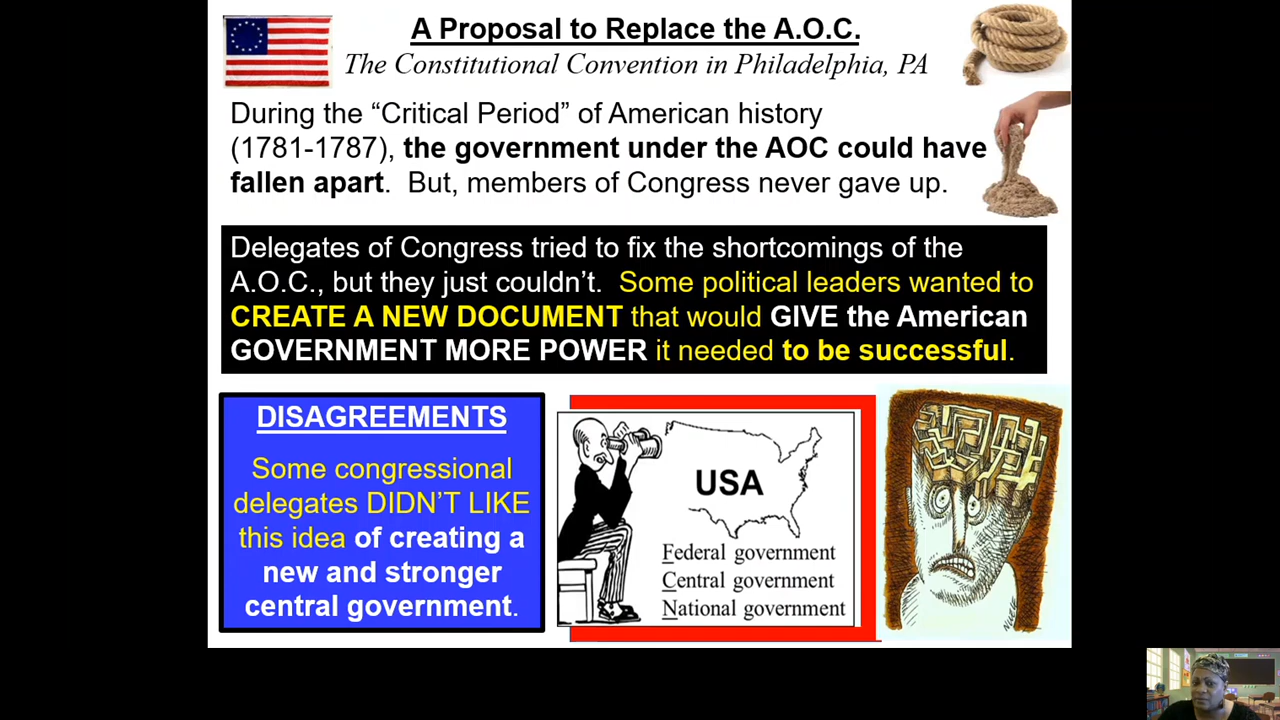 A Proposal to Replace the A.O.C.
The Constitutional Convention in Philadelphia, PA
During the “Critical Period” of American history
(1781-1787), the government under the AOC could have
fallen apart.  But, members of Congress never gave up.
Delegates of Congress tried to fix the shortcomings of the
A.O.C., but they just couldn’t.  Some political leaders wanted to
CREATE A NEW DOCUMENT that would GIVE the American
GOVERNMENT MORE POWER it needed to be successful.
DISAGREEMENTS
Some congressional
delegates DIDN’T LIKE
this idea of creating a
new and stronger
central government.
USA
Federal government
Central government
National government